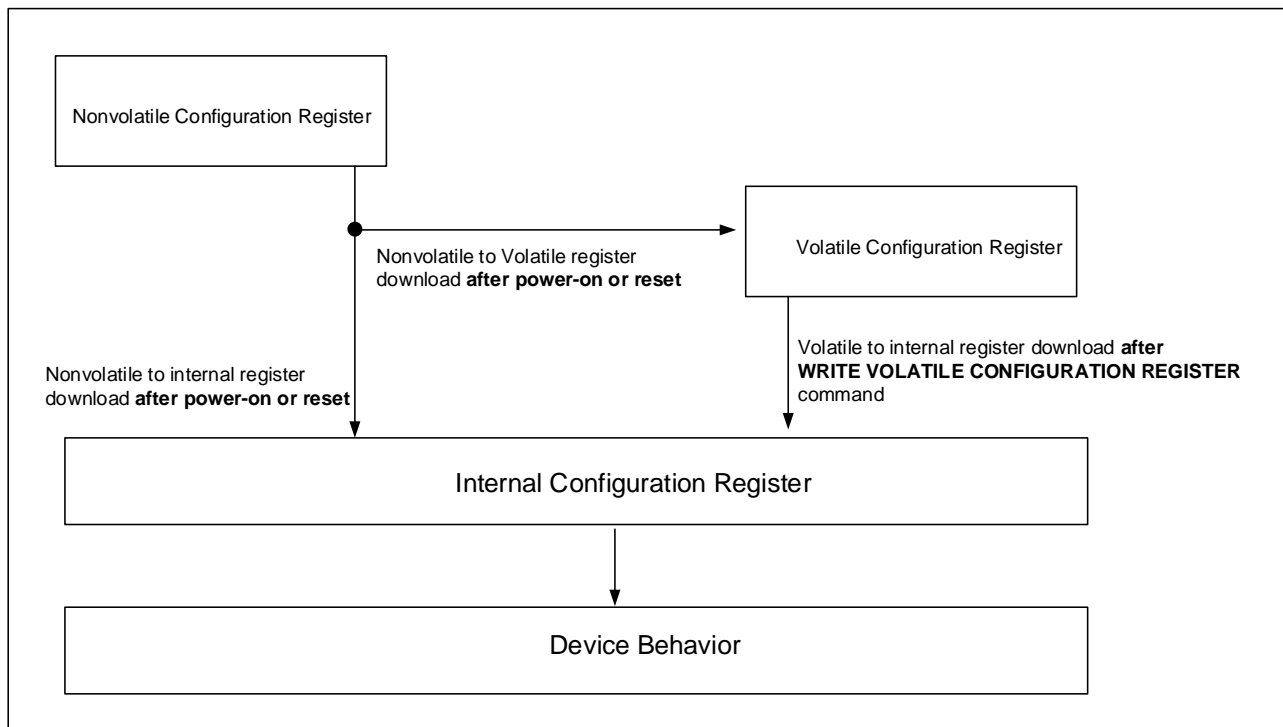 Nonvolatile Configuration Register
Volatile Configuration Register
Nonvolatile to Volatile register
download after power-on or reset
Volatile to internal register download after
WRITE VOLATILE CONFIGURATION REGISTER
command
Nonvolatile to internal register
download after power-on or reset
Internal Configuration Register
Device Behavior